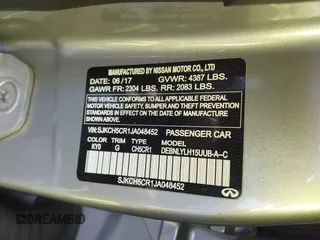 MANUFACTURED BY NISSAN MOTOR CO., LTD.
DATE: 06/17 GVWR: 4387 LBS.
GAWR FR: 2304 LBS. RR: 2083 LBS.
THIS VEHICLE CONFORMS TO ALL APPLICABLE
FEDERAL MOTOR VEHICLE SAFETY, BUMPER, AND
THEFT PREVENTION STANDARDS IN EFFECT ON THE
DATE OF MANUFACTURE SHOWN ABOVE.
VIN: SJKCH5CR1JA048452 PASSENGER CAR
COLOR TRIM TYPE MODEL
KY0 G CH5CR1 DEBNLYLH15UUB-A-C
SJKCH5CR1JA048452
DREAMBID